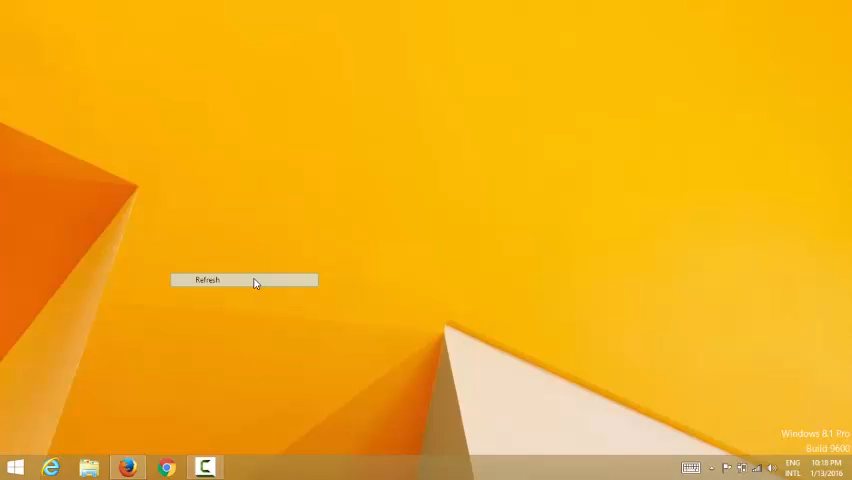 Refresh
Windows 8.1 Pro
Build 9600
ENG
10:18 PM
INTL
1/13/2016